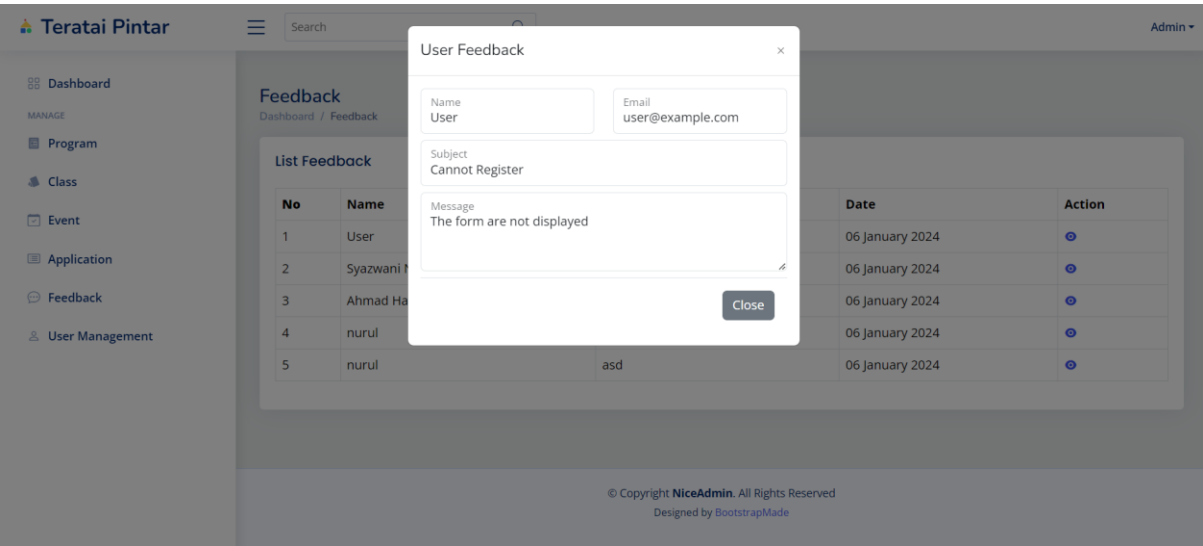 Teratai Pintar
Search
Admin
Dashboard
MANAGE
Program
Class
Event
Application
Feedback
User Management
Feedback
Dashboard / Feedback
List Feedback
No Name Date Action
1 User 06 January 2024
2 Syazwani 06 January 2024
3 Ahmad 06 January 2024
4 nurul 06 January 2024
5 nurul asd 06 January 2024
User Feedback ×
Name
User
Email
user@example.com
Subject
Cannot Register
Message
The form are not displayed
Close
© Copyright NiceAdmin. All Rights Reserved
Designed by BootstrapMade